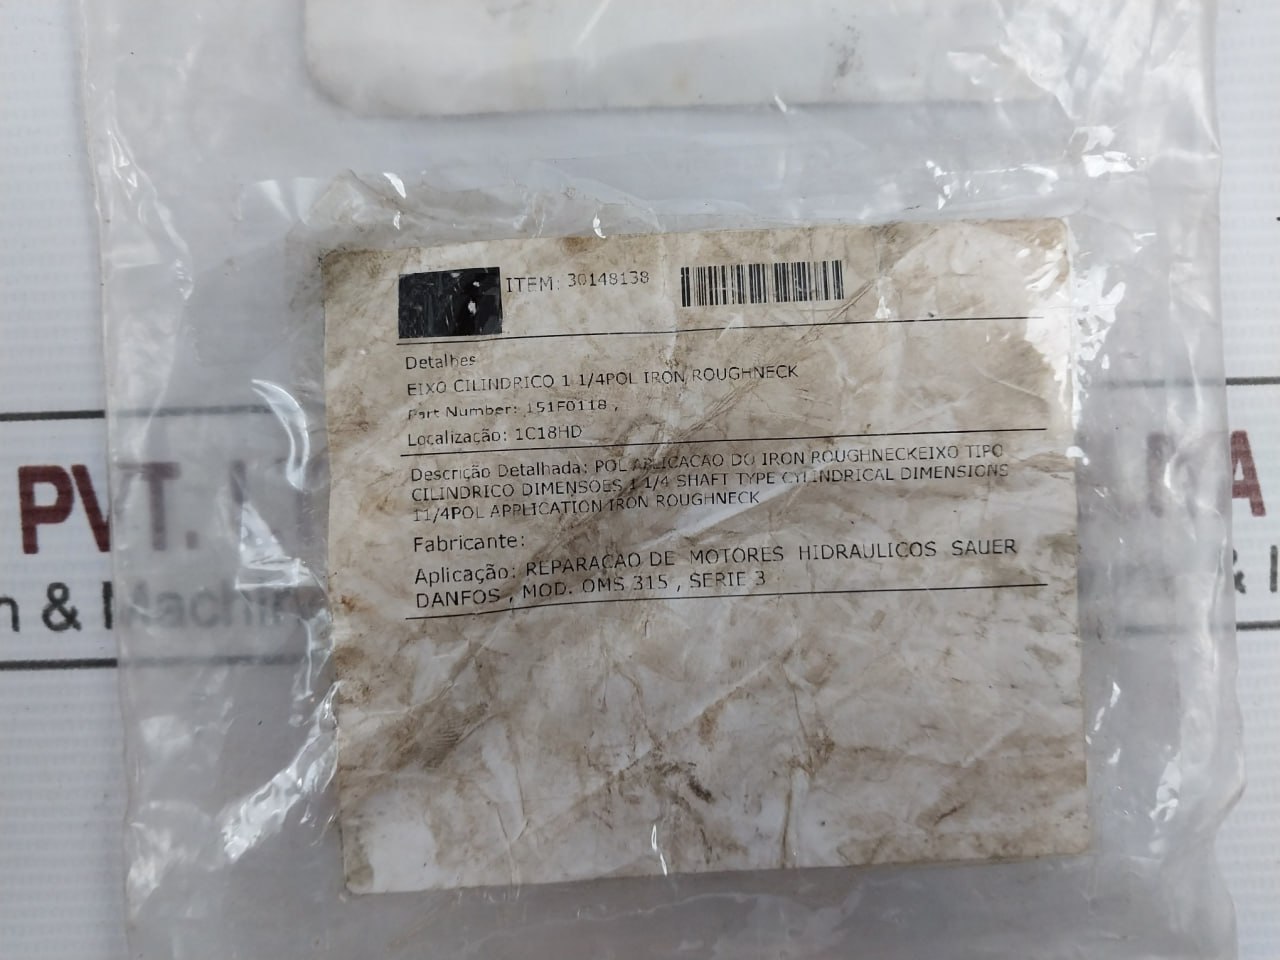 ITEM: 30148138
Detalhes
EIXO CILINDRICO 1 1/4POL IRON ROUGHNECK
Part Number: 151F0118 ,
Localização: 1C18HD
Descrição Detalhada: POL APLICACAO DO IRON ROUGHNECKEIXO TIPO
CILINDRICO DIMENSOES 1 1/4 SHAFT TYPE CYLINDRICAL DIMENSIONS
11/4POL APPLICATION IRON ROUGHNECK
Fabricante:
Aplicação: REPARACAO DE MOTORES HIDRAULICOS SAUER
DANFOS , MOD. OMS 315 , SERIE 3
PVT.
n & Machin
& I